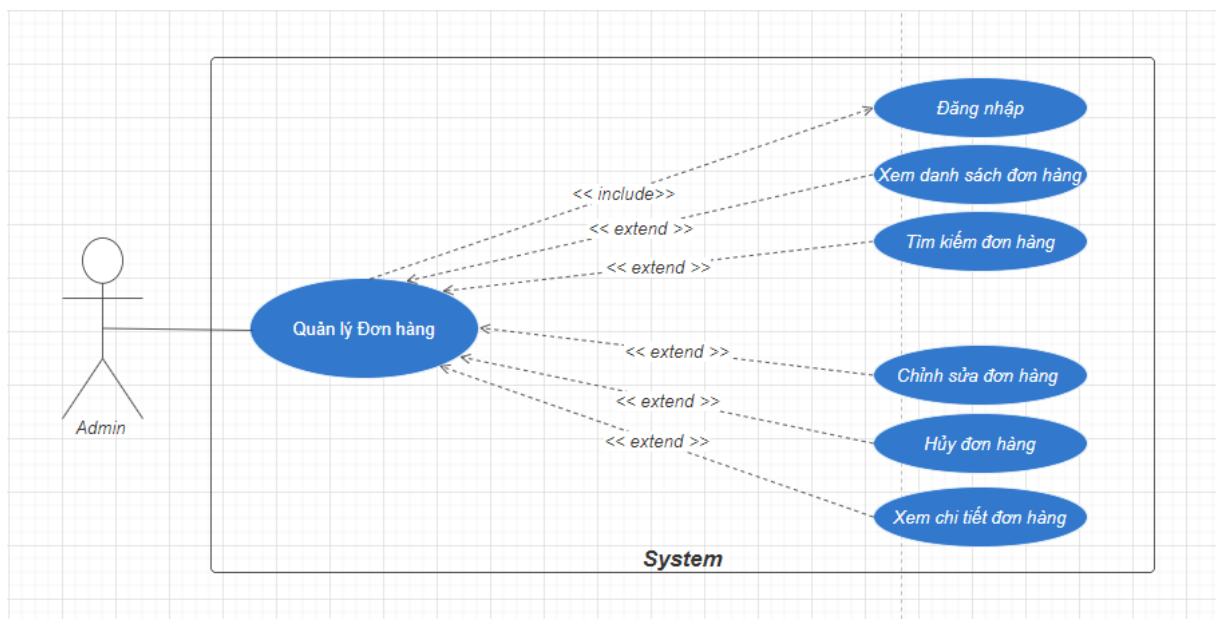 Đăng nhập
Xem danh sách đơn hàng
<< include>>
<< extend >>
Tìm kiếm đơn hàng
<< extend >>
Quản lý Đơn hàng
<< extend >>
Chỉnh sửa đơn hàng
<< extend >>
Admin
<< extend >>
Hủy đơn hàng
Xem chi tiết đơn hàng
System